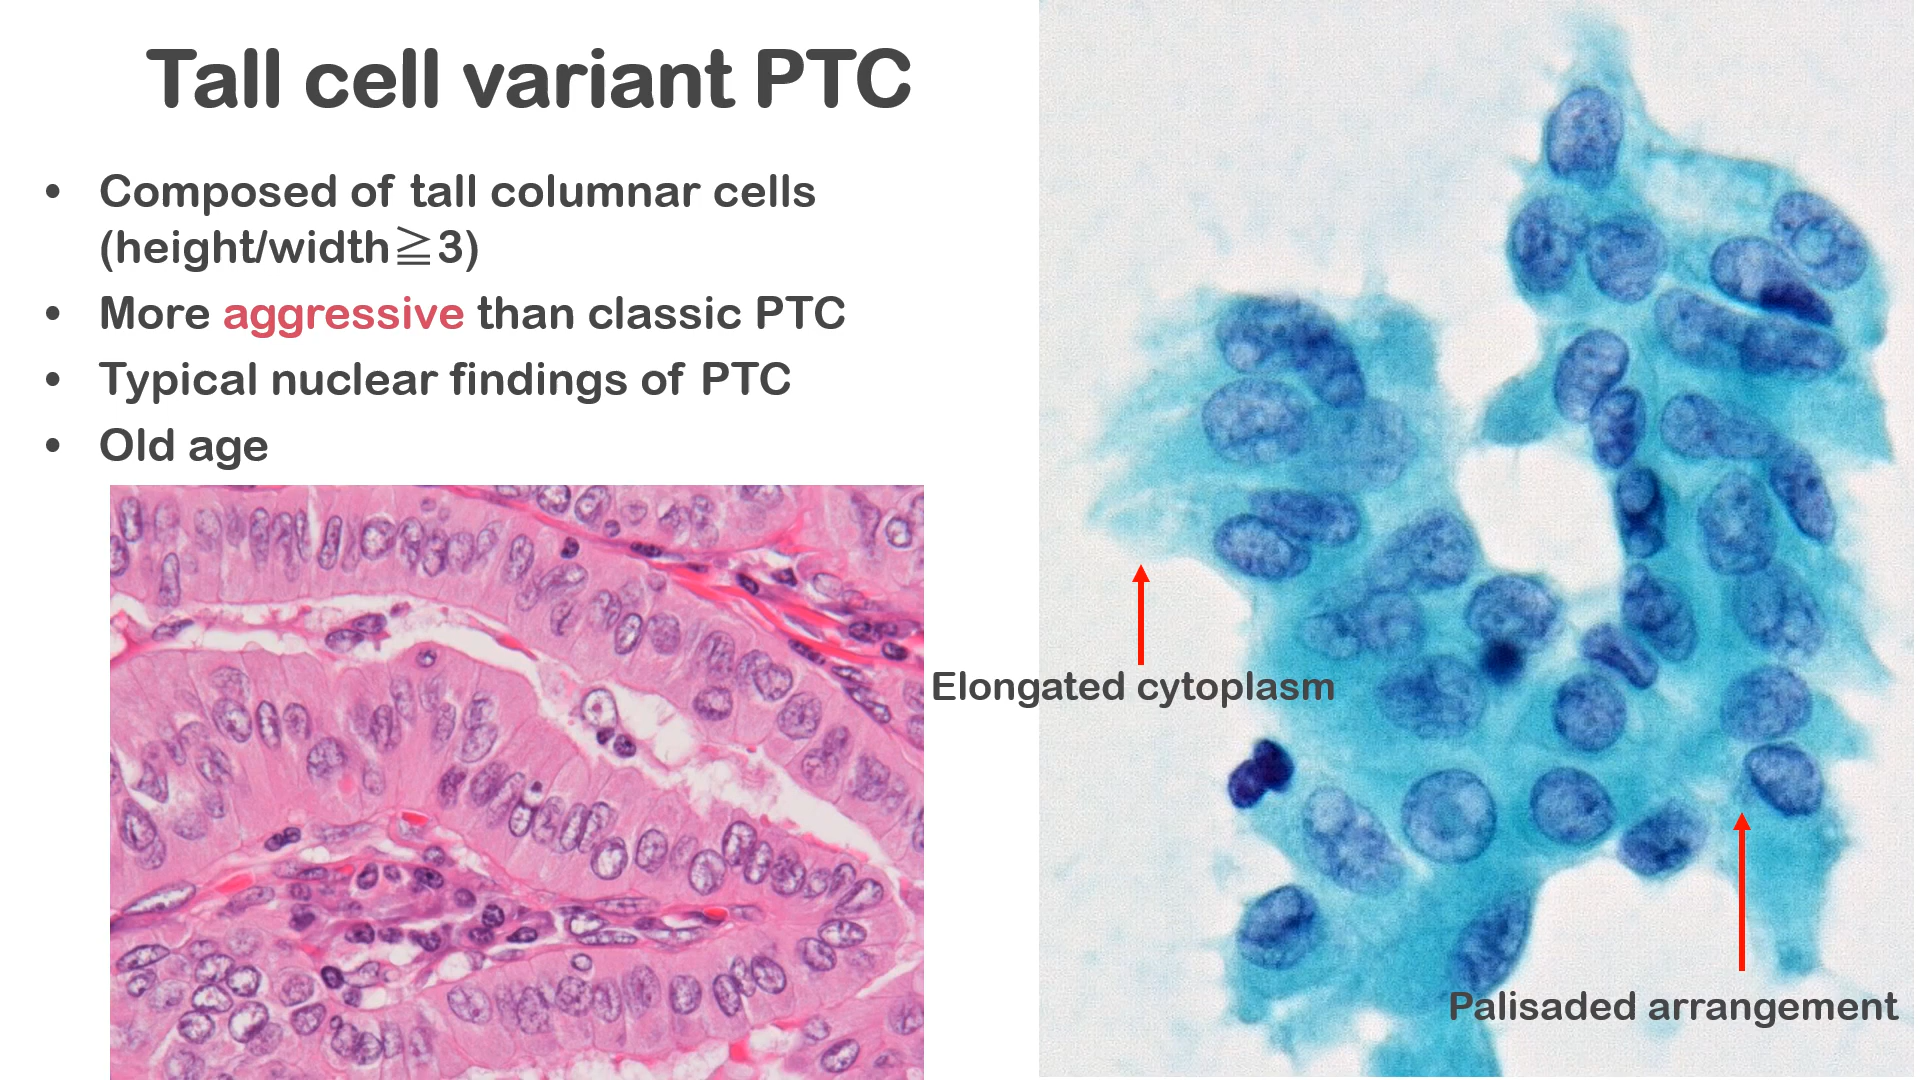 Tall cell variant PTC
• Composed of tall columnar cells
(height/width≧3)
• More aggressive than classic PTC
• Typical nuclear findings of PTC
• Old age
Elongated cytoplasm
Palisaded arrangement